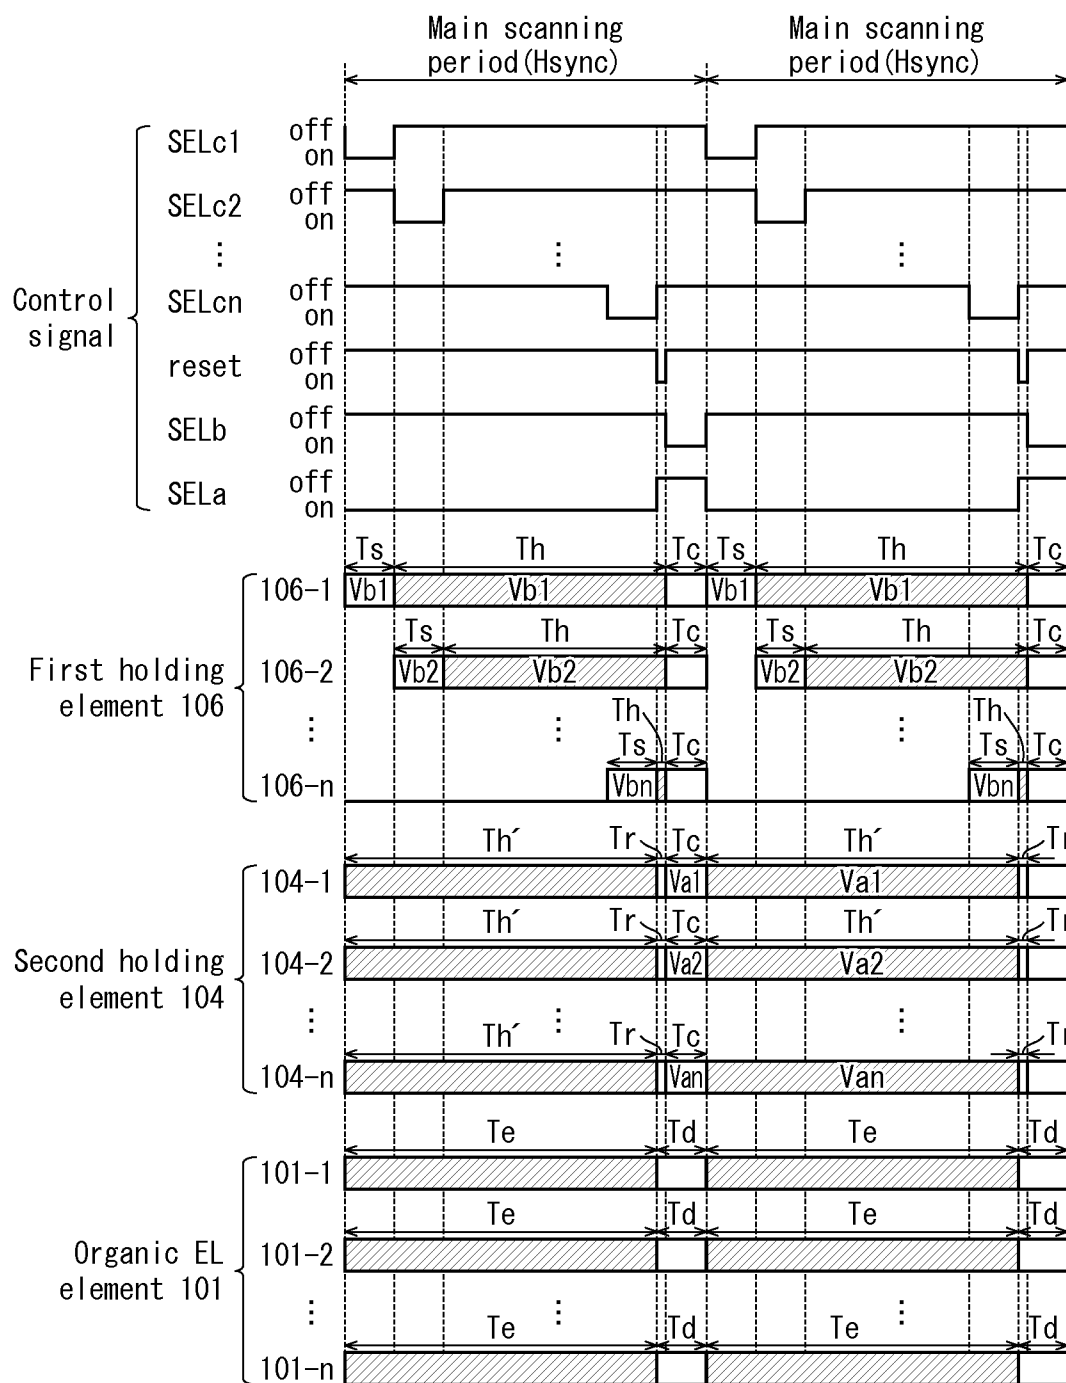 Main scanning Main scanning
period(Hsync) period(Hsync)
SELc1 off
on
SELc2 off
on
⋮ ⋮ ⋮
Control
signal
SELcn off
on
reset off
on
SELb off
on
SELa off
on
Ts Th Tc Ts Th Tc
106-1 Vb1 Vb1 Vb1 Vb1
Ts Th Tc Ts Th Tc
First holding
element 106
106-2 Vb2 Vb2 Vb2 Vb2
⋮ ⋮ ⋮
Th Th
Ts Tc Ts Tc
106-n Vbn Vbn
Th´ Tr Tc Th´ Tr
104-1 Va1 Va1
Th´ Tr Tc Th´ Tr
Second holding
element 104
104-2 Va2 Va2
⋮ ⋮ ⋮
Th´ Tr Tc Tr
104-n Van Van
Te Td Te Td
101-1
Te Td Te Td
Organic EL
element 101
101-2
⋮ ⋮ ⋮
Te Td Te Td
101-n